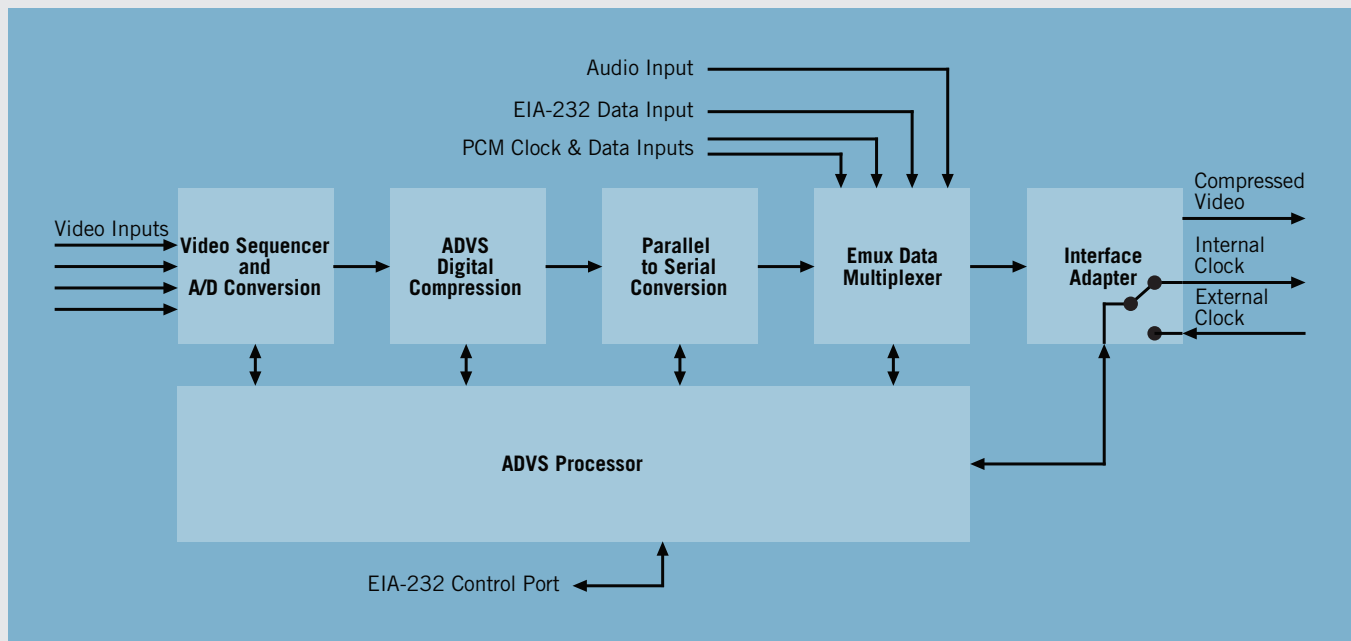 Audio Input
EIA-232 Data Input
PCM Clock & Data Inputs
Video Inputs
Video Sequencer
and
A/D Conversion
ADVS
Digital
Compression
Parallel
to Serial
Conversion
Emux Data
Multiplexer
Interface
Adapter
Compressed
Video
Internal
Clock
External
Clock
ADVS Processor
EIA-232 Control Port